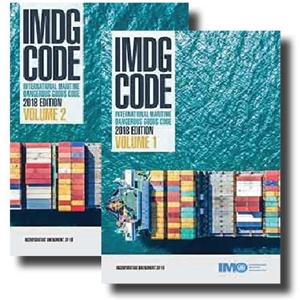 IMDG
CODE
INTERNATIONAL MARITIME
DANGEROUS GOODS CODE
2018 EDITION
VOLUME 2
INCORPORATING AMENDMENT 39-18
IMDG
CODE
INTERNATIONAL MARITIME
DANGEROUS GOODS CODE
2018 EDITION
VOLUME 1
INCORPORATING AMENDMENT 39-18
IMO